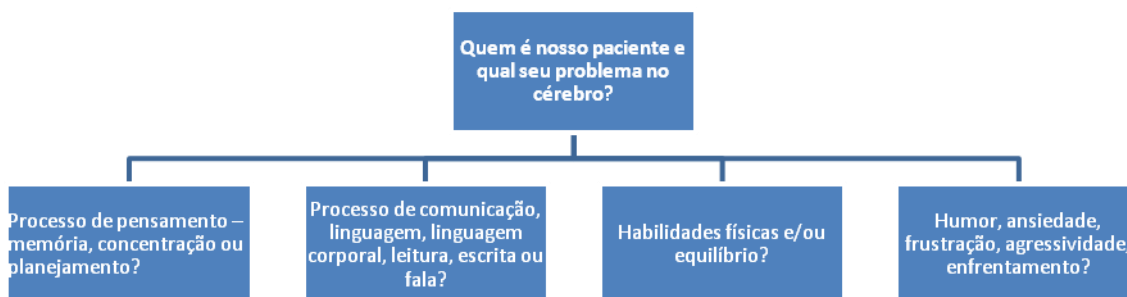 Quem é nosso paciente e
qual seu problema no
cérebro?
Processo de pensamento –
memória, concentração ou
planejamento?
Processo de comunicação,
linguagem, linguagem
corporal, leitura, escrita ou
fala?
Habilidades físicas e/ou
equilíbrio?
Humor, ansiedade,
frustração, agressividade,
enfrentamento?